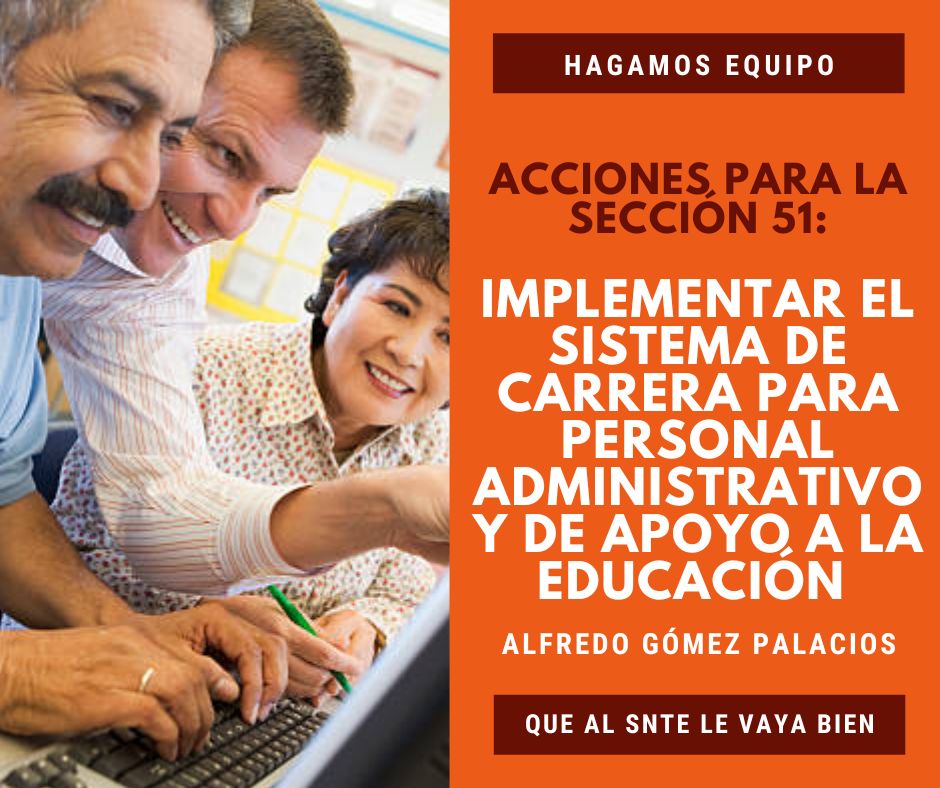 HAGAMOS EQUIPO
ACCIONES PARA LA
SECCIÓN 51:
IMPLEMENTAR EL
SISTEMA DE
CARRERA PARA
PERSONAL
ADMINISTRATIVO
Y DE APOYO A LA
EDUCACIÓN
ALFREDO GÓMEZ PALACIOS
QUE AL SNTE LE VAYA BIEN